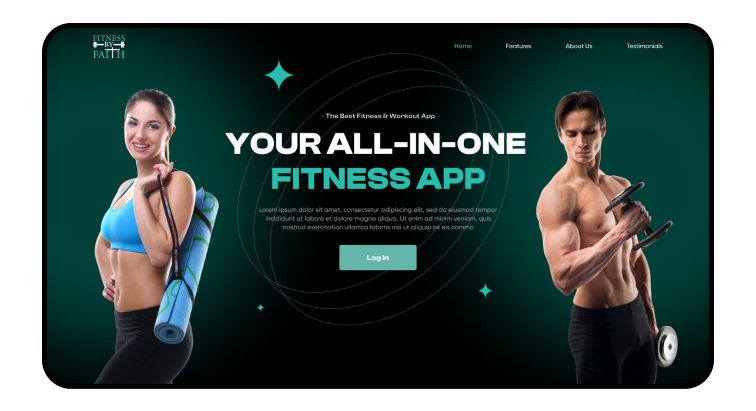 FITNESS
BY
FAITH
Home Features About Us Testimonials
- The Best Fitness & Workout App
YOUR ALL-IN-ONE
FITNESS APP
Lorem ipsum dolor sit amet, consectetur adipiscing elit, sed do eiusmod tempor
incididunt ut labore et dolore magna aliqua. Ut enim ad minim veniam, quis
nostrud exercitation ullamco laboris nisi ut aliquip ex ea commo
Log In